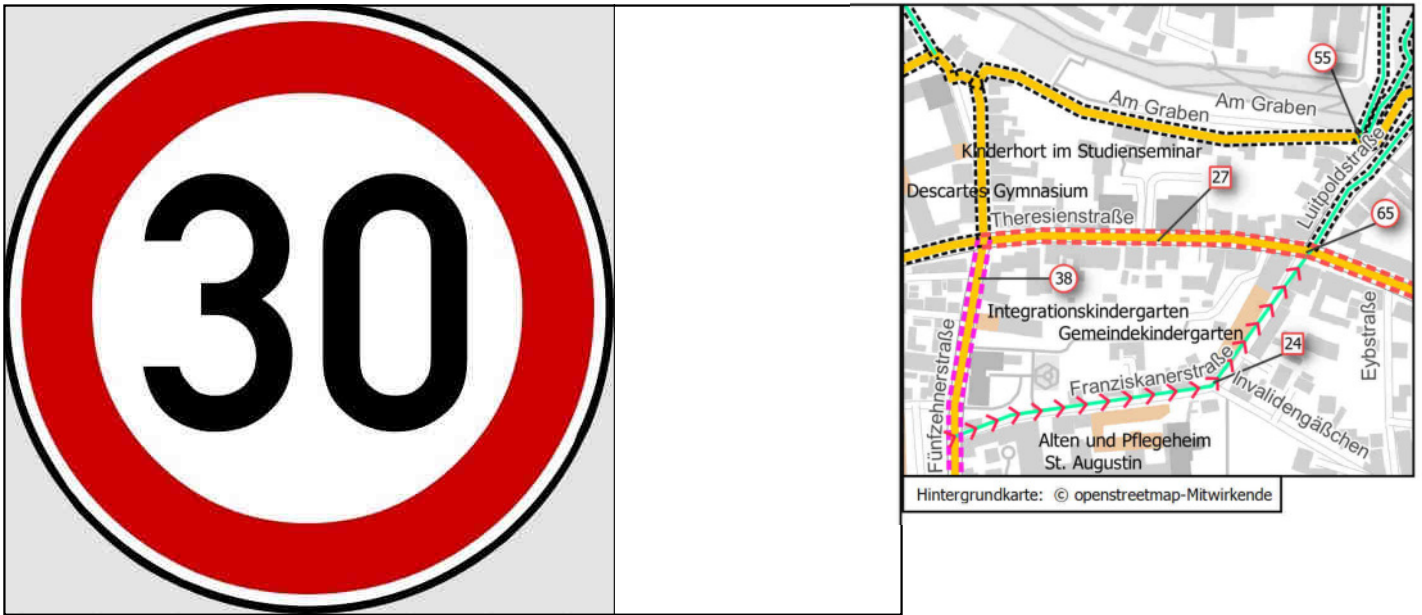 30
55
Am Graben
Am Graben
Kinderhort im Studienseminar
27
Descartes Gymnasium
Luitpoldstraße
Theresienstraße
65
38
Integrationskindergarten
Gemeindekindergarten
24
Eybstraße
Fünfzehnerstraße
Franziskanerstraße
Invalidengäßchen
Alten und Pflegeheim
St. Augustin
Hintergrundkarte: © openstreetmap-Mitwirkende